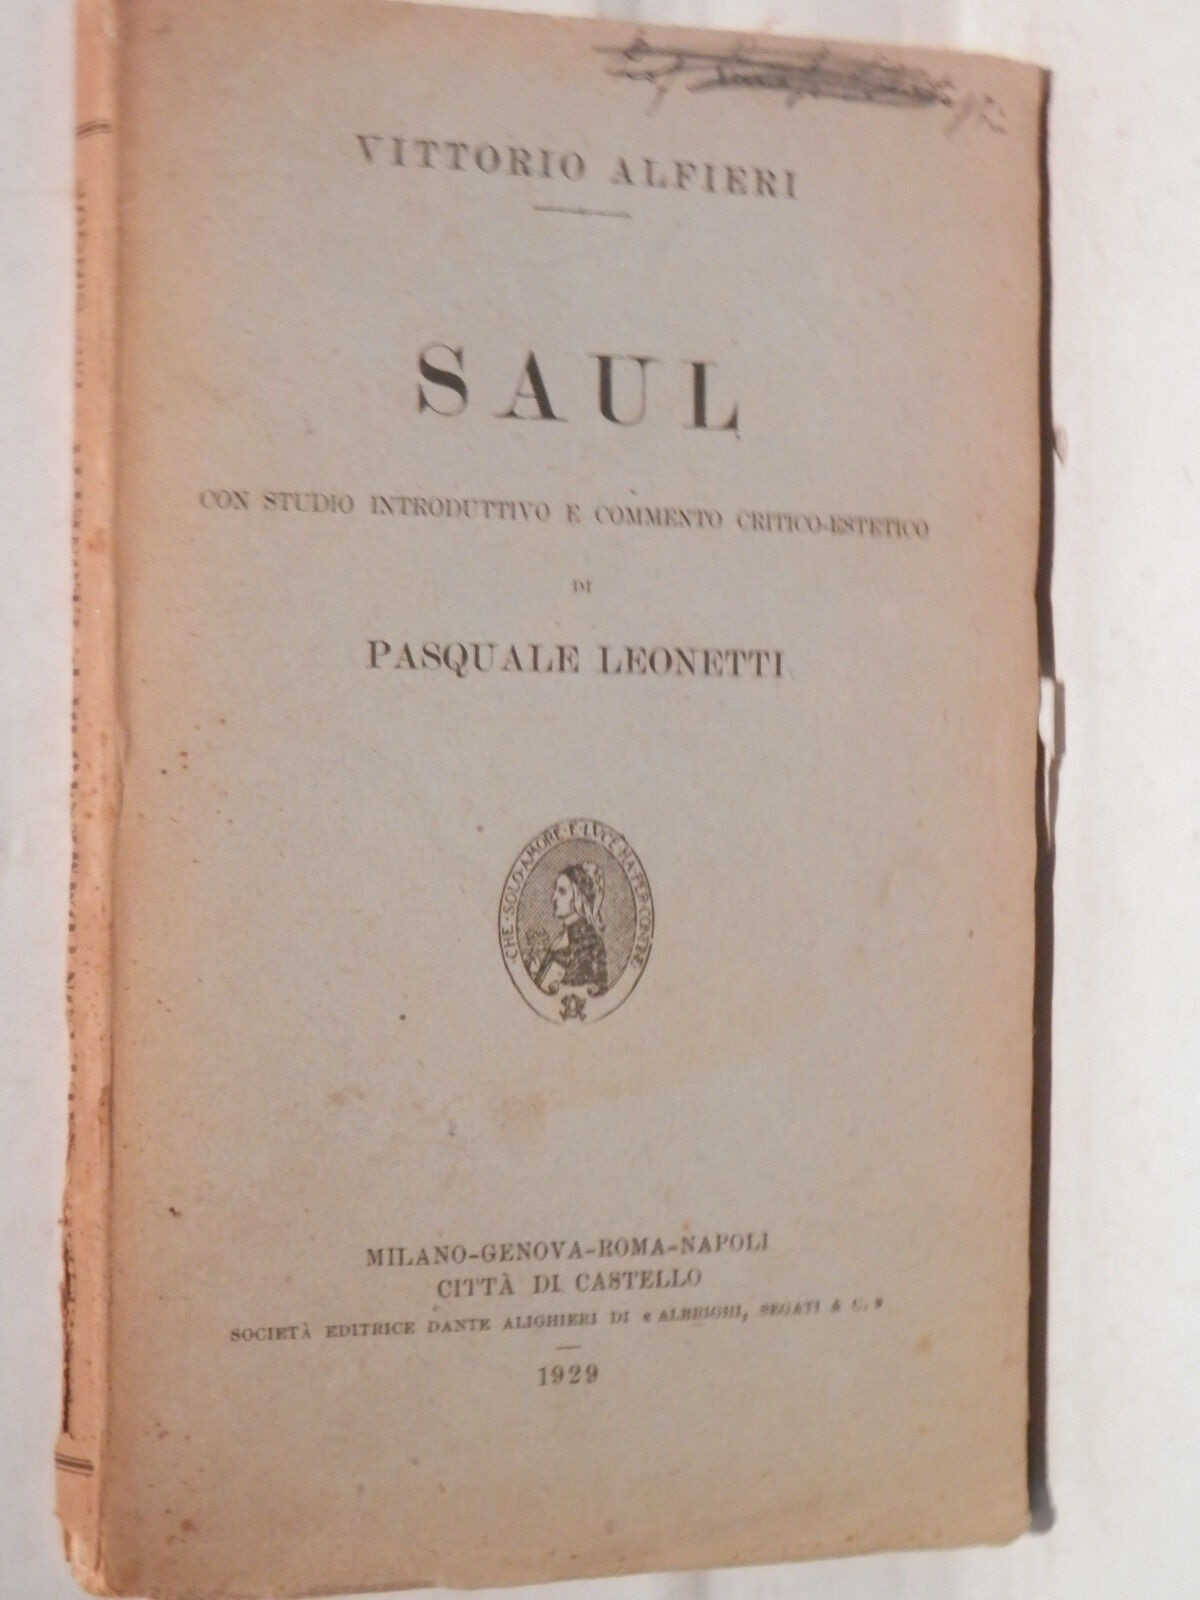 VITTORIO ALFIERI
SAUL
CON STUDIO INTRODUTTIVO E COMMENTO CRITICO-ESTETICO
DI
PASQUALE LEONETTI
CHE·SOLO·AMORE·E·LVCE·HA·PER·CONFINE
MILANO-GENOVA-ROMA-NAPOLI
CITTÀ DI CASTELLO
SOCIETÀ EDITRICE DANTE ALIGHIERI DI « ALBRIGHI, SEGATI & C. »
1929